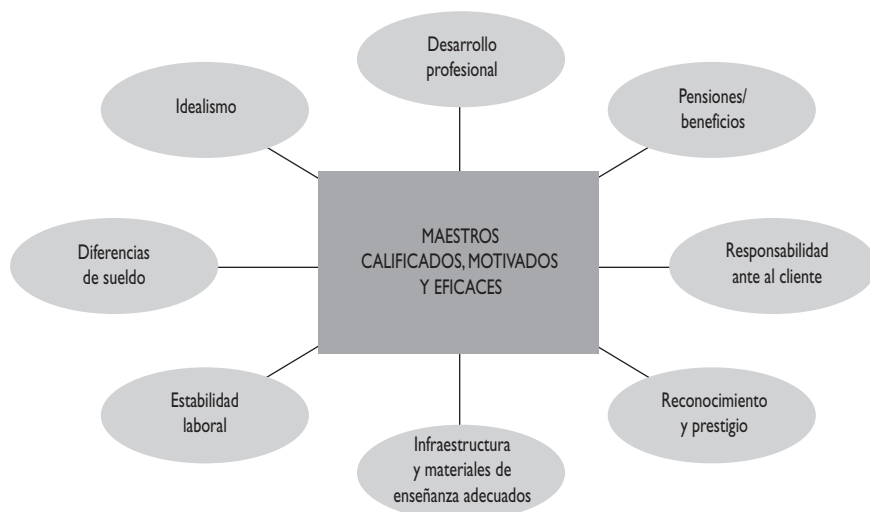 Desarrollo
profesional
Idealismo
Pensiones/
beneficios
Diferencias
de sueldo
MAESTROS
CALIFICADOS, MOTIVADOS
Y EFICACES
Responsabilidad
ante al cliente
Estabilidad
laboral
Infraestructura
y materiales de
enseñanza adecuados
Reconocimiento
y prestigio